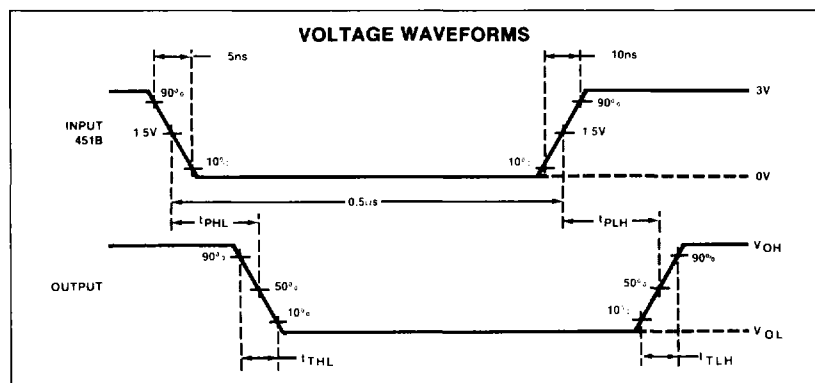 VOLTAGE WAVEFORMS
5ns
10ns
90%
90%
3V
INPUT
451B
1 5V
1 5V
10%
10%
0V
0.5µs
tPHL
tPLH
90%
90%
VOH
OUTPUT
50%
50%
10%
10%
VOL
tTHL
tTLH